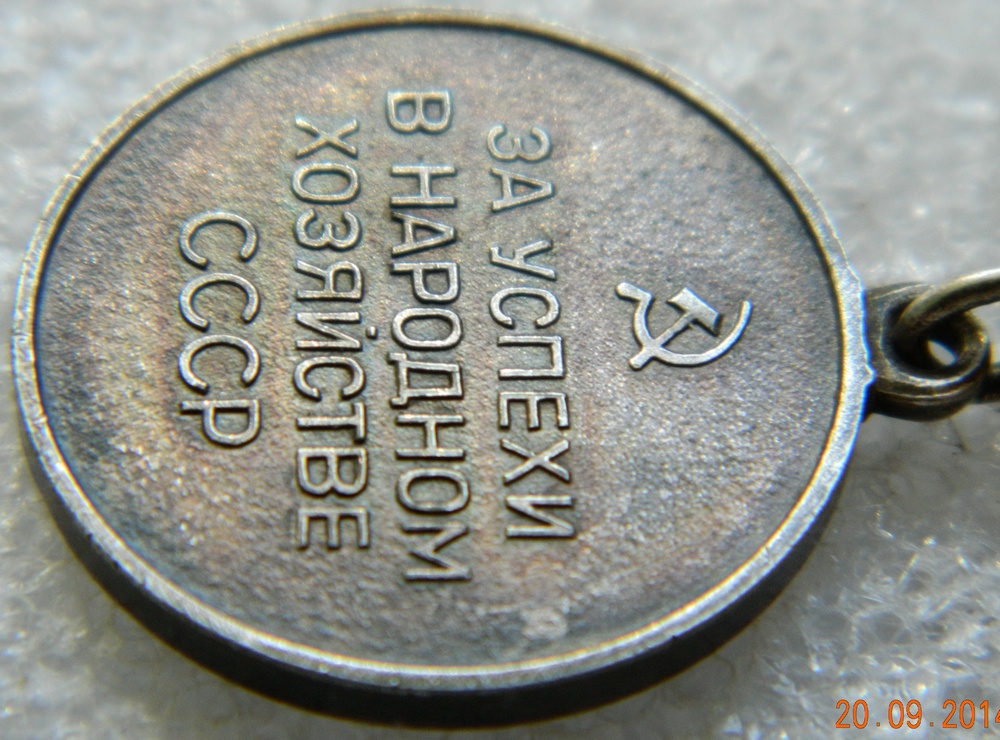 ЗА УСПЕХИ
В НАРОДНОМ
ХОЗЯЙСТВЕ
СССР
20.09.2014